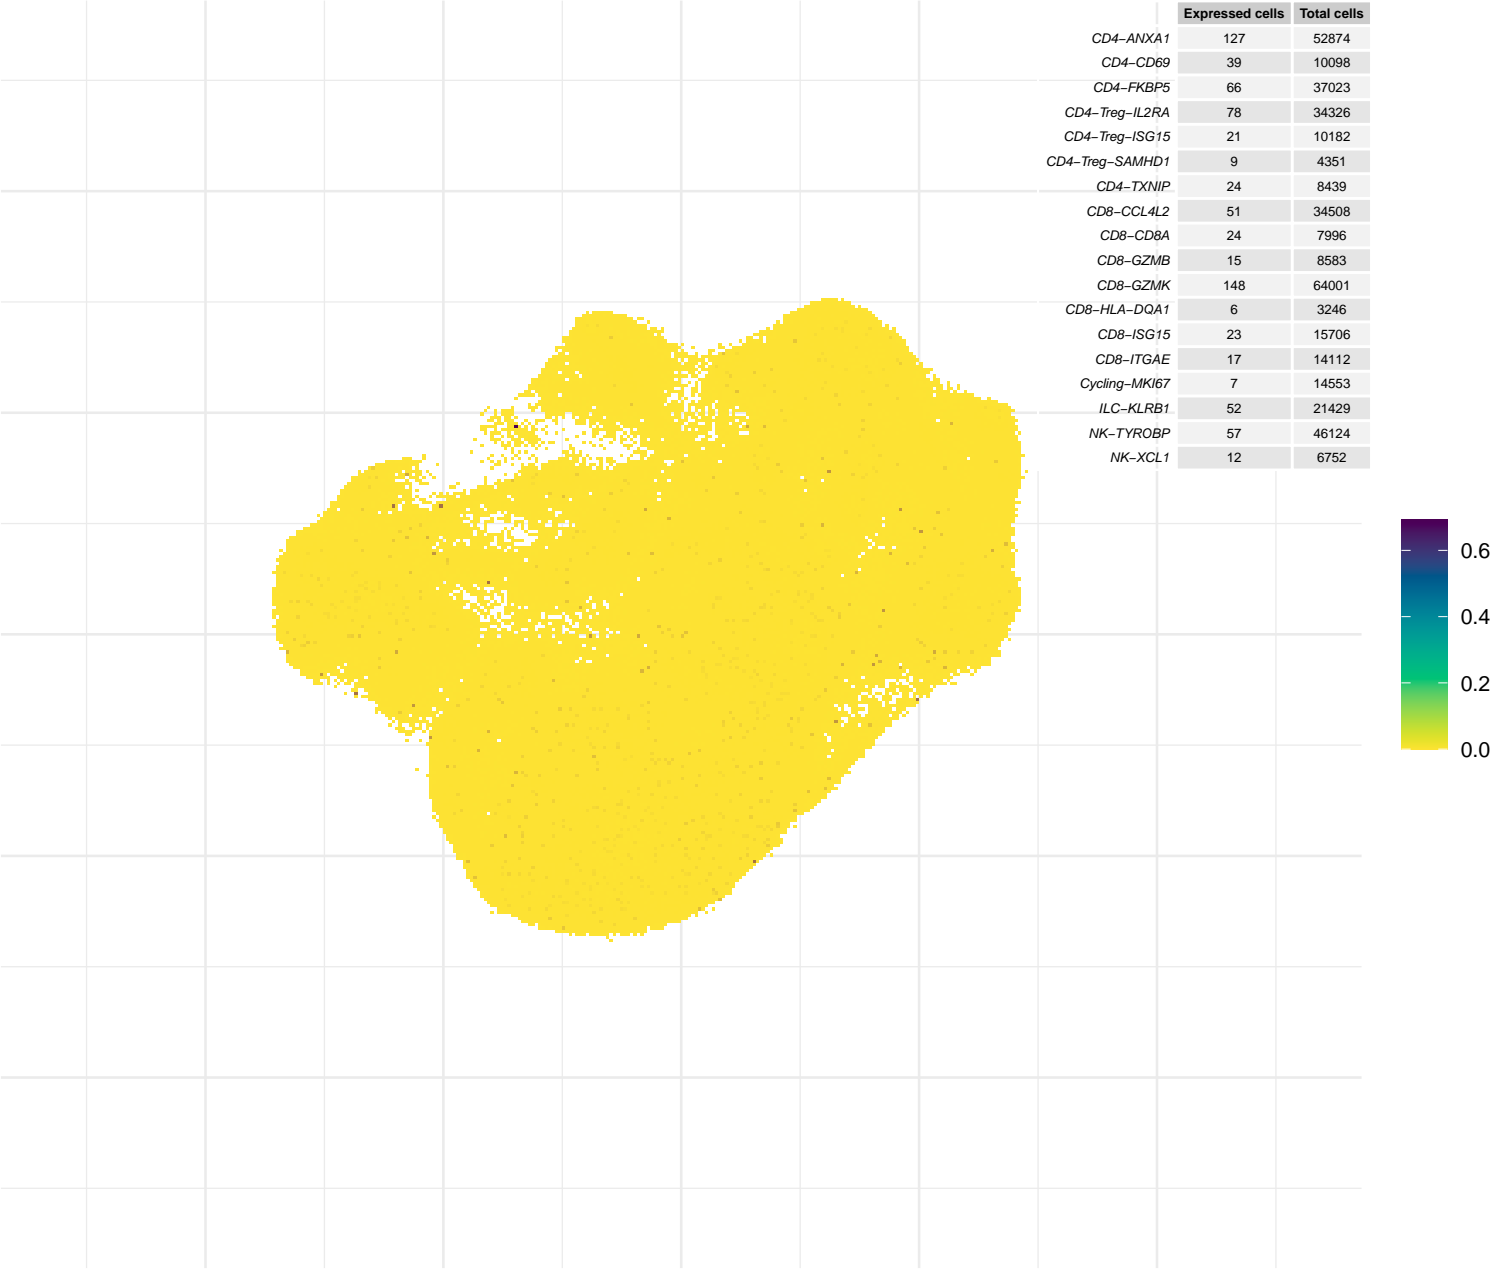 Expressed cells Total cells
CD4−ANXA1 127 52874
CD4−CD69 39 10098
CD4−FKBP5 66 37023
CD4−Treg−IL2RA 78 34326
CD4−Treg−ISG15 21 10182
CD4−Treg−SAMHD1 9 4351
CD4−TXNIP 24 8439
CD8−CCL4L2 51 34508
CD8−CD8A 24 7996
CD8−GZMB 15 8583
CD8−GZMK 148 64001
CD8−HLA−DQA1 6 3246
CD8−ISG15 23 15706
CD8−ITGAE 17 14112
Cycling−MKI67 7 14553
ILC−KLRB1 52 21429
NK−TYROBP 57 46124
NK−XCL1 12 6752
0.6
0.4
0.2
0.0